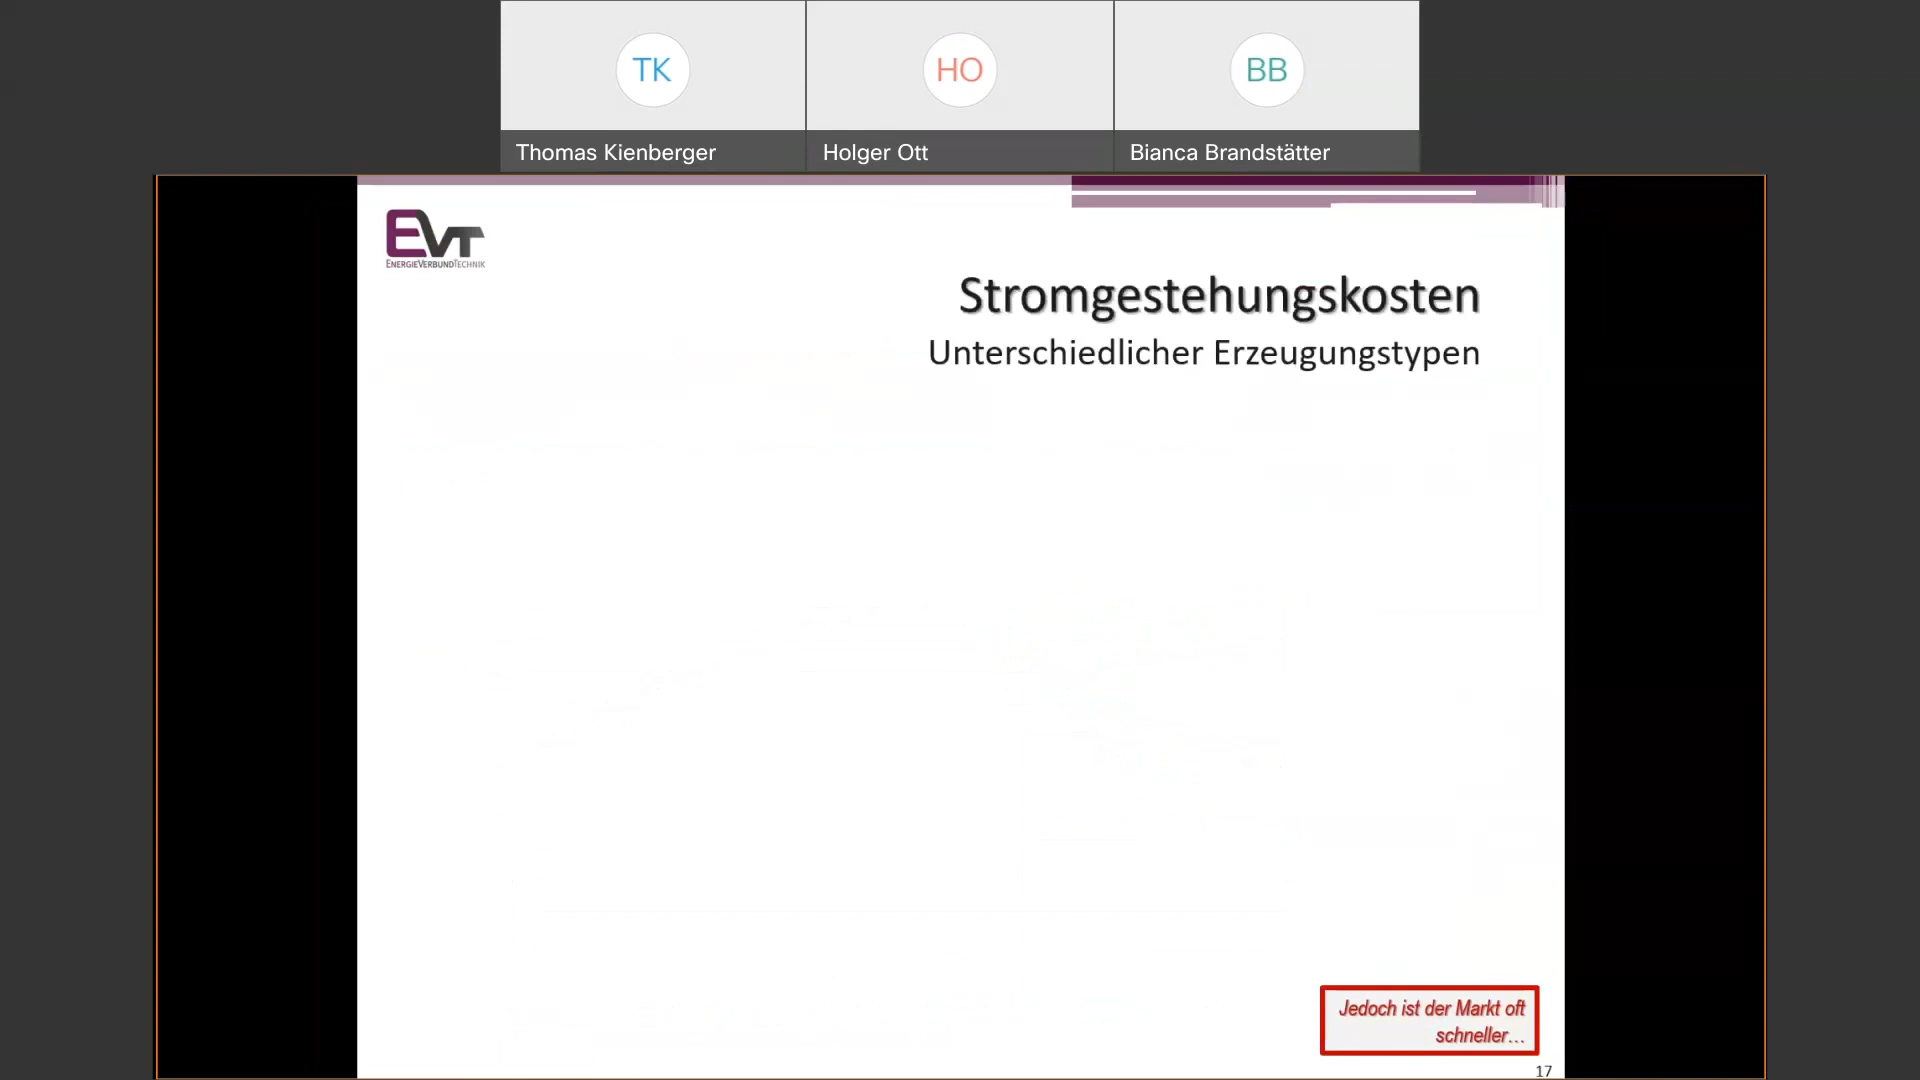 TK
HO
BB
Thomas Kienberger
Holger Ott
Bianca Brandstätter
EVT
ENERGIEVERBUNDTECHNIK
Stromgestehungskosten
Unterschiedlicher Erzeugungstypen
Jedoch ist der Markt oft
schneller…
17